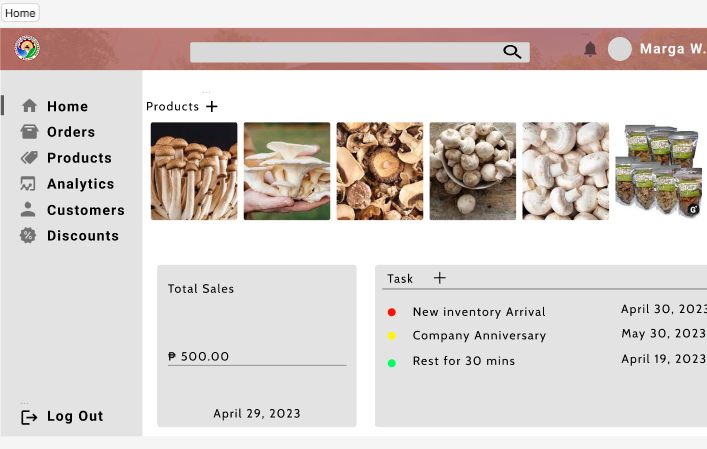 Home
Marga W.
Products +
Home
Orders
Products
Analytics
Customers
Discounts
Log Out
Total Sales
₱ 500.00
April 29, 2023
Task +
New inventory Arrival April 30, 2023
Company Anniversary May 30, 2023
Rest for 30 mins April 19, 2023